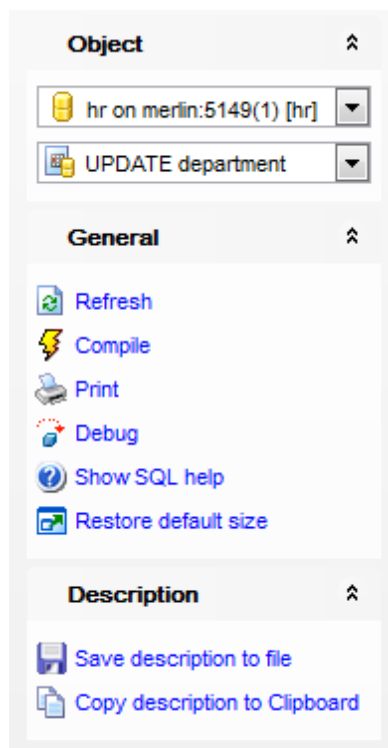 Object
hr on merlin:5149(1) [hr]
UPDATE department
General
Refresh
Compile
Print
Debug
Show SQL help
Restore default size
Description
Save description to file
Copy description to Clipboard